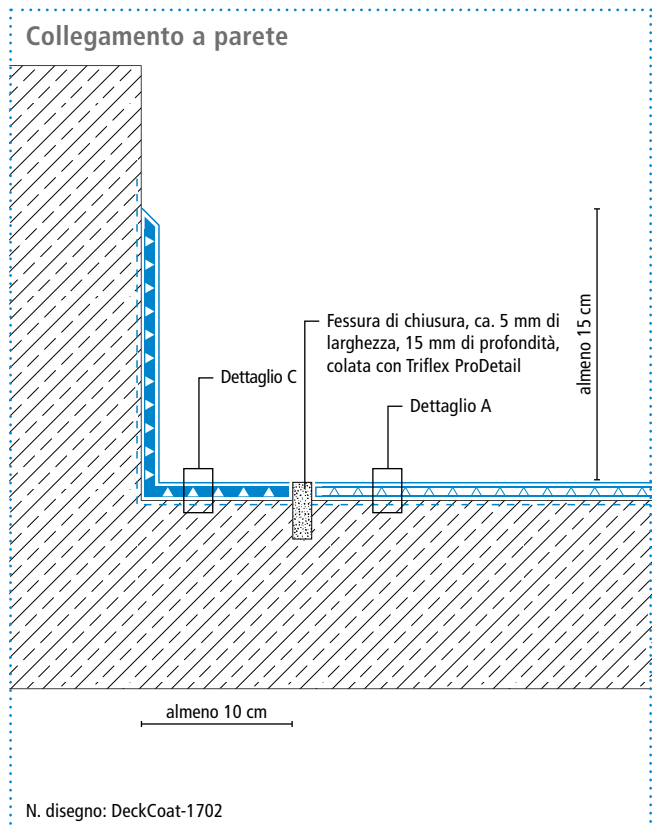 Collegamento a parete
Fessura di chiusura, ca. 5 mm di
larghezza, 15 mm di profondità,
colata con Triflex ProDetail
almeno 15 cm
Dettaglio C
Dettaglio A
almeno 10 cm
N. disegno: DeckCoat-1702